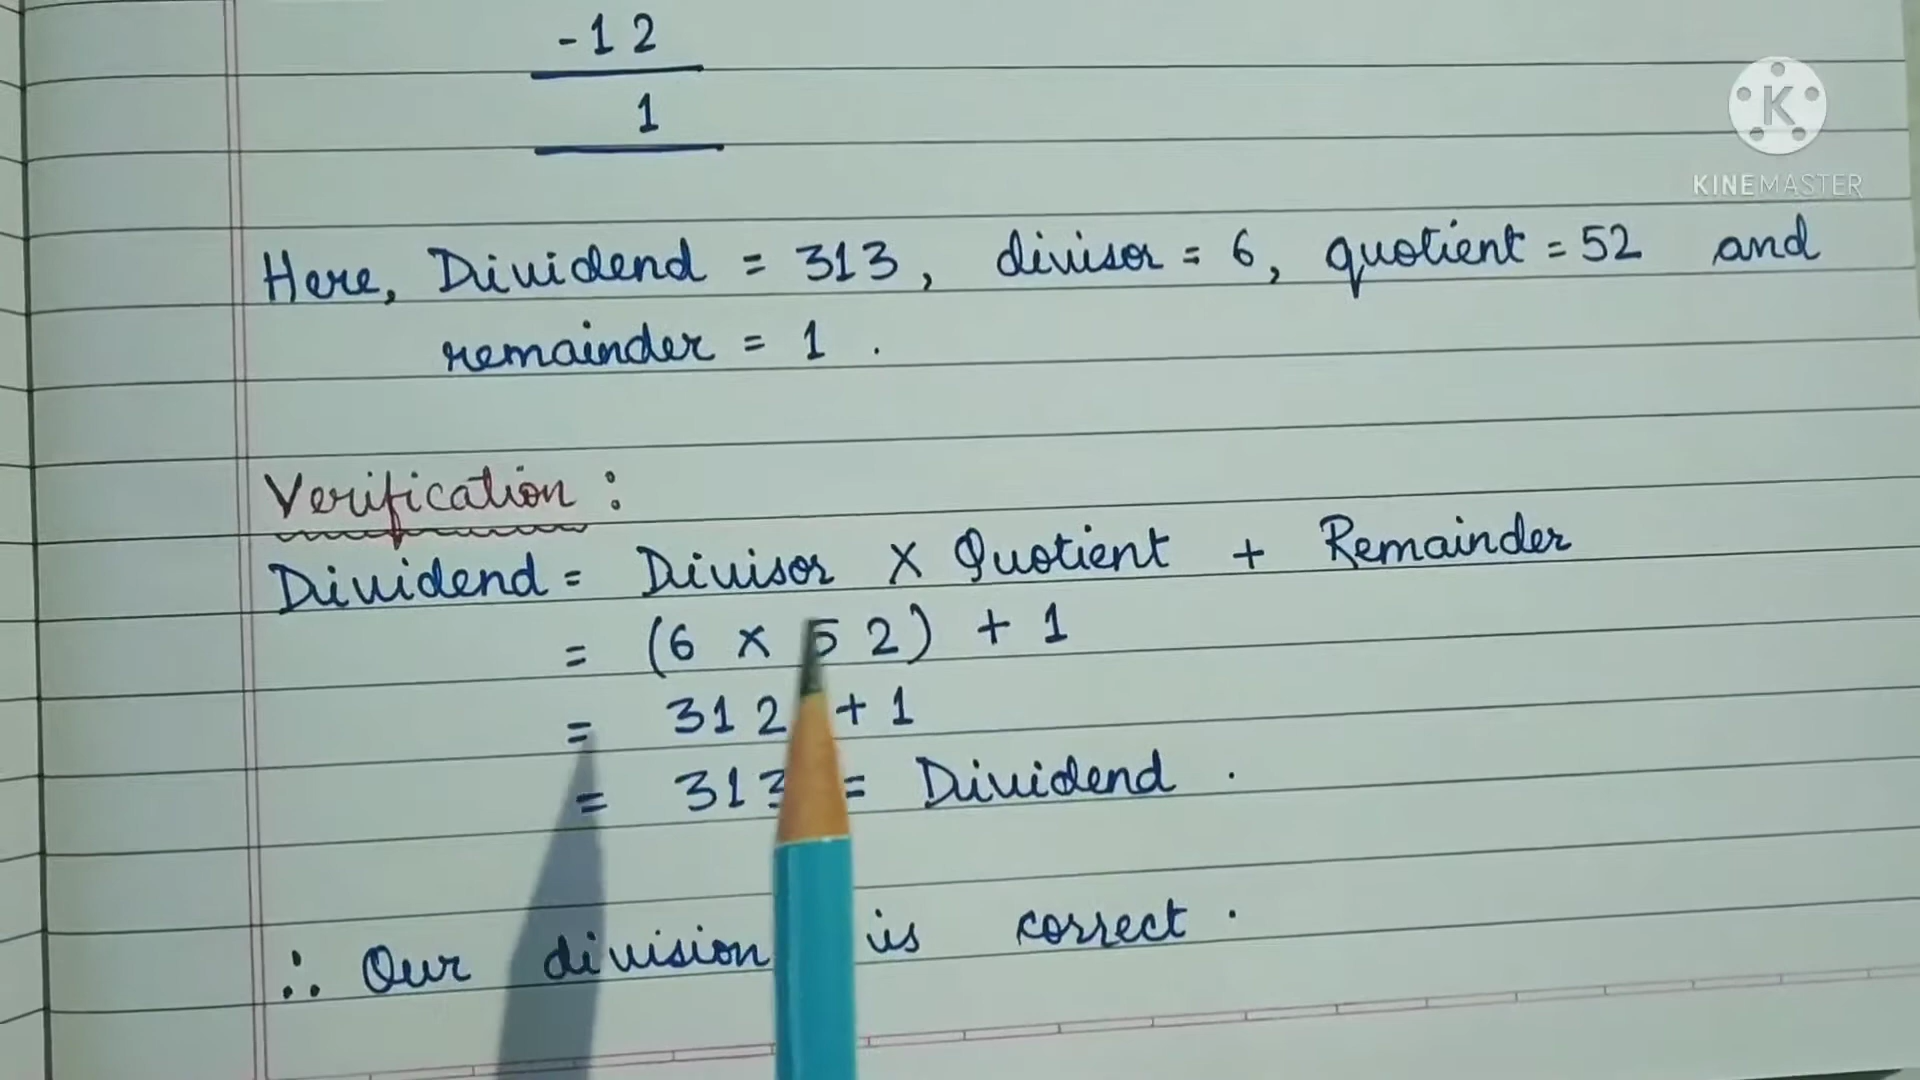 -12
1
K
KINEMASTER
Here, Dividend = 313, divisor = 6, quotient = 52 and
remainder = 1 .
Verification :
Dividend = Divisor X Quotient + Remainder
= (6 x 52) + 1
= 312 + 1
= 313 = Dividend .
∴ Our division is correct .